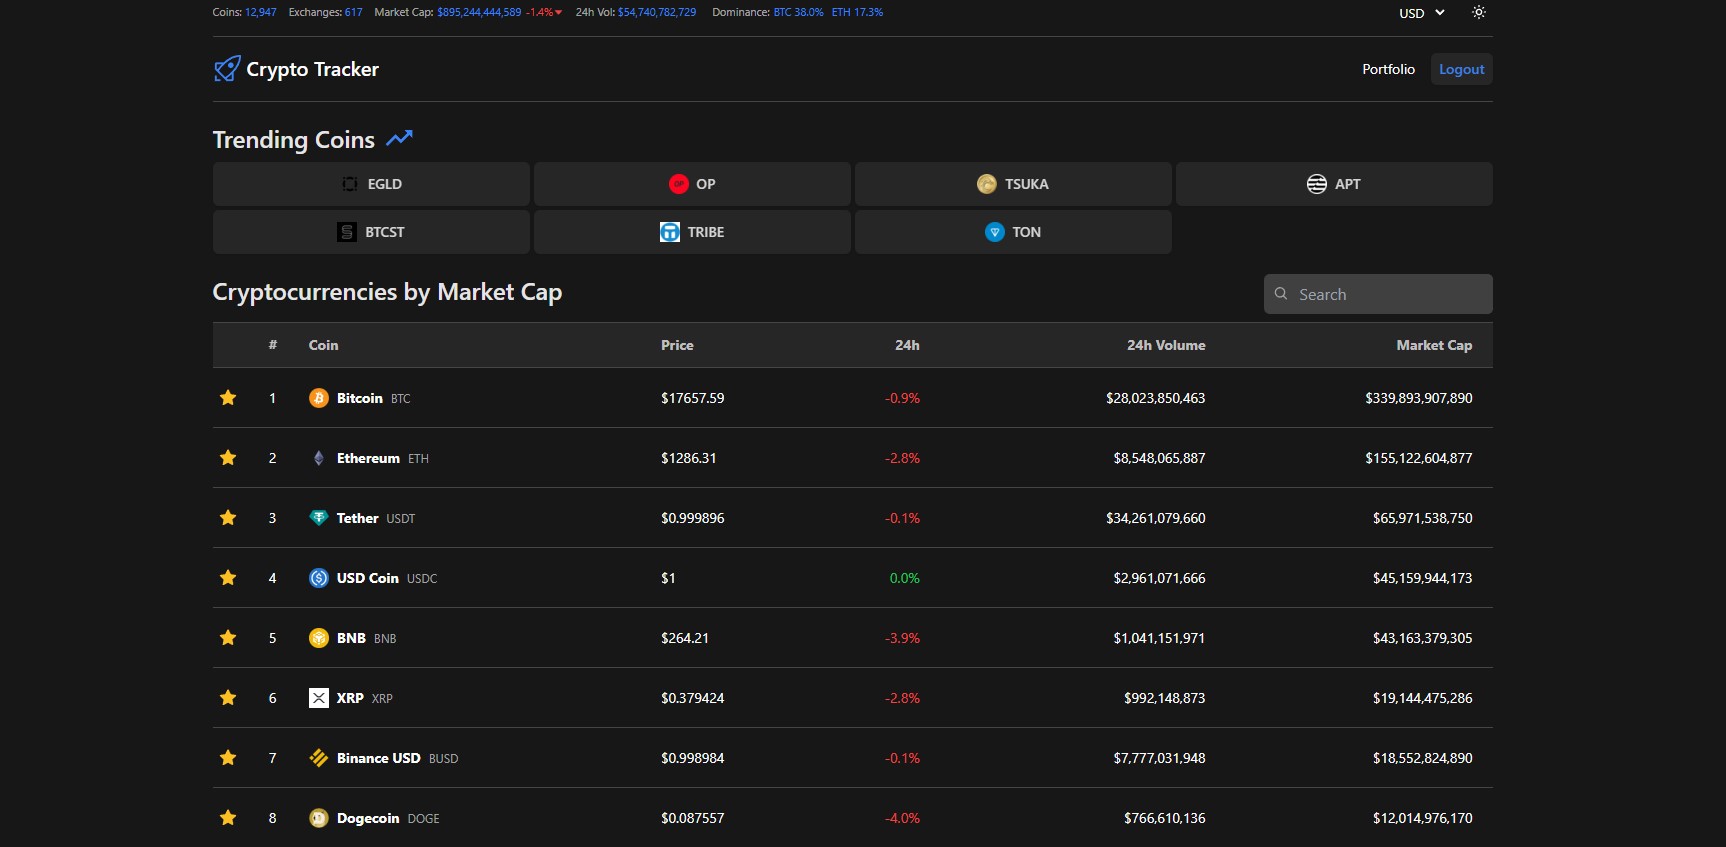 Coins: 12,947 Exchanges: 617 Market Cap: $895,244,444,589 -1.4% 24h Vol: $54,740,782,729 Dominance: BTC 38.0% ETH 17.3% USD
Crypto Tracker Portfolio Logout
Trending Coins
EGLD OP TSUKA APT
BTCST TRIBE TON
Cryptocurrencies by Market Cap Search
# Coin Price 24h 24h Volume Market Cap
1 Bitcoin BTC $17657.59 -0.9% $28,023,850,463 $339,893,907,890
2 Ethereum ETH $1286.31 -2.8% $8,548,065,887 $155,122,604,877
3 Tether USDT $0.999896 -0.1% $34,261,079,660 $65,971,538,750
4 USD Coin USDC $1 0.0% $2,961,071,666 $45,159,944,173
5 BNB BNB $264.21 -3.9% $1,041,151,971 $43,163,379,305
6 XRP XRP $0.379424 -2.8% $992,148,873 $19,144,475,286
7 Binance USD BUSD $0.998984 -0.1% $7,777,031,948 $18,552,824,890
8 Dogecoin DOGE $0.087557 -4.0% $766,610,136 $12,014,976,170